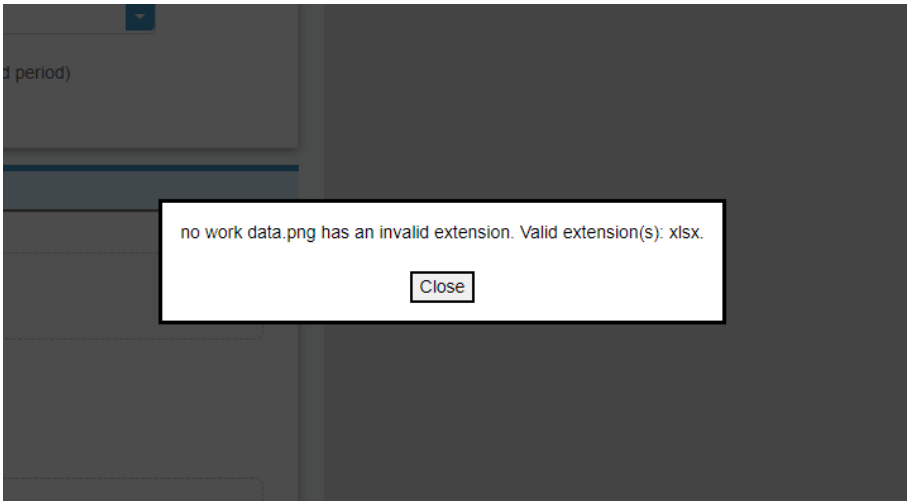 period)
no work data.png has an invalid extension. Valid extension(s): xlsx.
Close